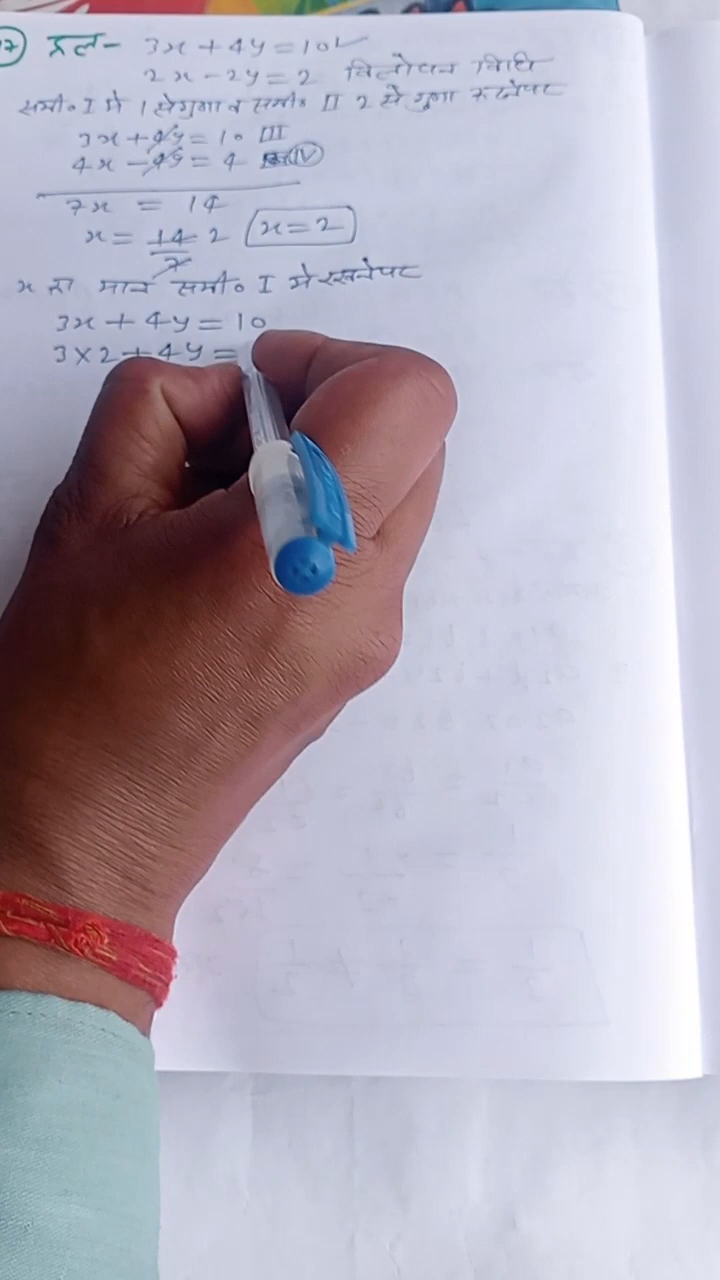 हल- 3x + 4y = 10
2x - 2y = 2 विलोपन विधि
समी० I में 1 से गुणा व समी० II 2 से गुणा करनेपर
3x + 4y = 10 III
4x - 4y = 4 IV
7x = 14
x = 14/7 2 x = 2
x का मान समी० I में रखनेपर
3x + 4y = 10
3 × 2 + 4y =